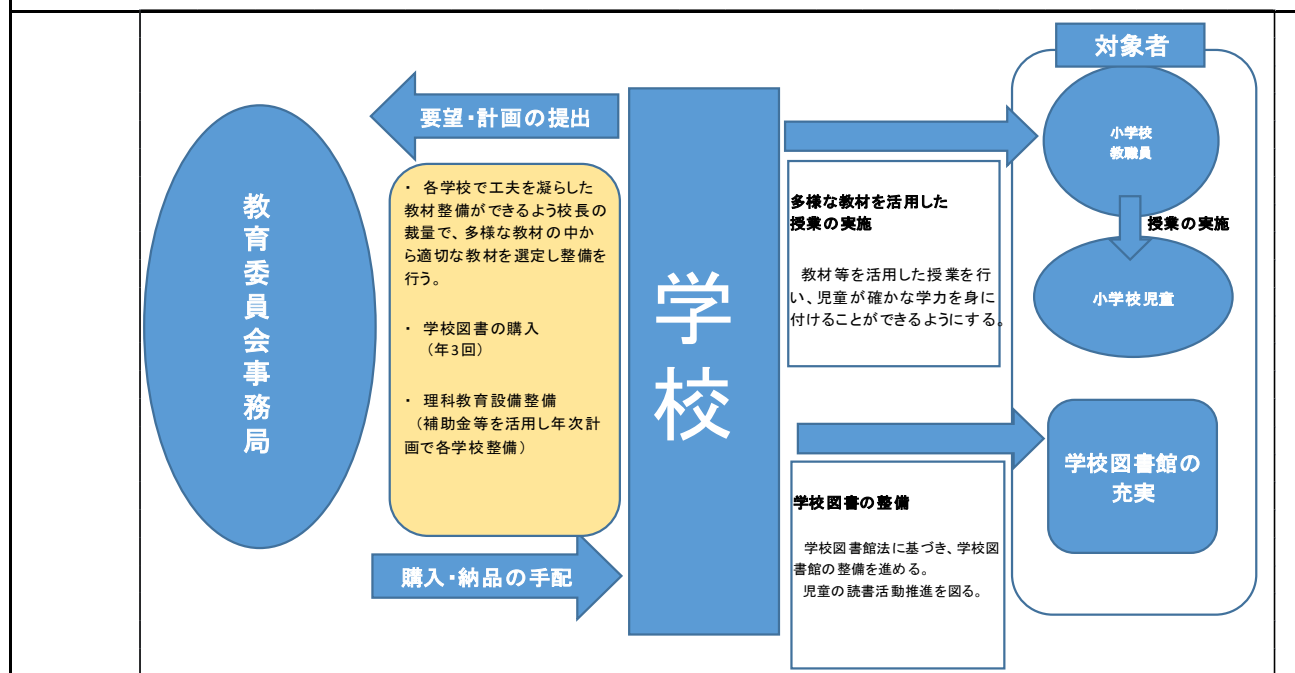 教育委員会事務局
要望・計画の提出
・ 各学校で工夫を凝らした
教材整備ができるよう校長の
裁量で、多様な教材の中か
ら適切な教材を選定し整備を
行う。
・ 学校図書の購入
（年3回）
・ 理科教育設備整備
（補助金等を活用し年次計
画で各学校整備）
購入・納品の手配
学校
多様な教材を活用した
授業の実施
教材等を活用した授業を行
い、児童が確かな学力を身に
付けることができるようにする。
学校図書の整備
学校図書館法に基づき、学校図
書館の整備を進める。
児童の読書活動推進を図る。
対象者
小学校
教職員
授業の実施
小学校児童
学校図書館の
充実